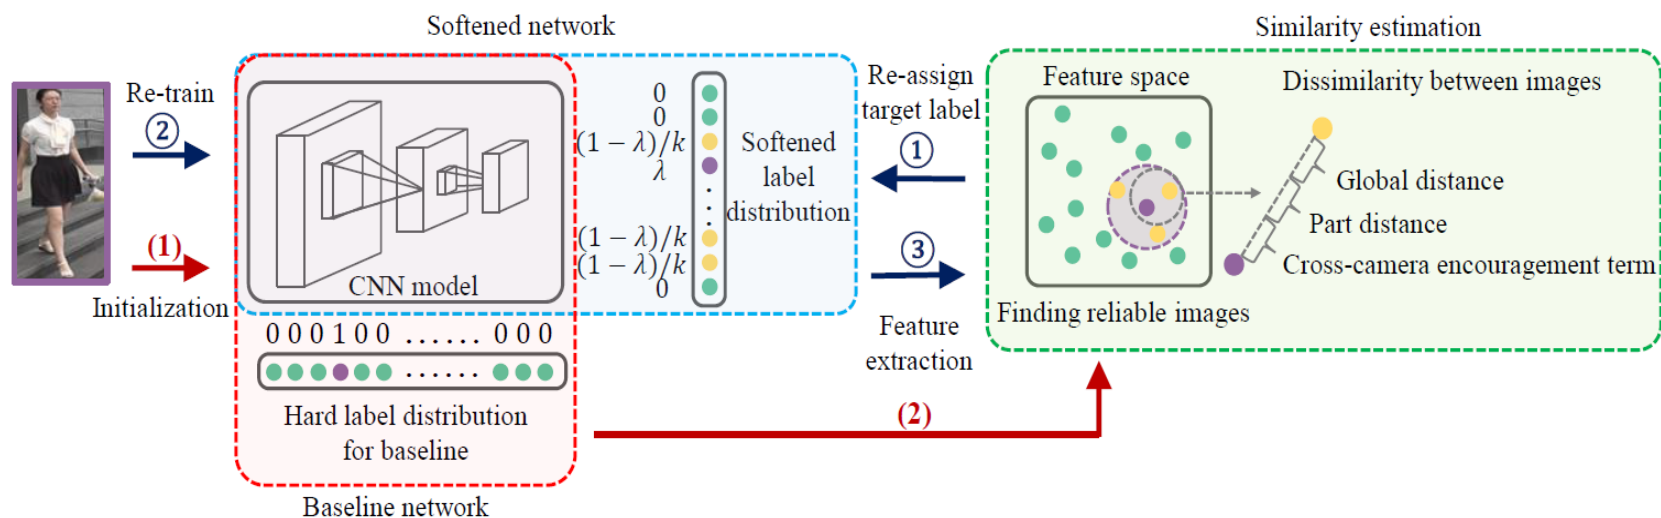 Softened network
Similarity estimation
Re-train
②
(1)
Initialization
CNN model
0
0
(1 − λ)/k
λ
(1 − λ)/k
(1 − λ)/k
0
Softened
label
distribution
0 0 0 1 0 0 ...... 0 0 0
Hard label distribution
for baseline
Baseline network
Re-assign
target label
①
③
Feature
extraction
(2)
Feature space
Finding reliable images
Dissimilarity between images
Global distance
Part distance
Cross-camera encouragement term